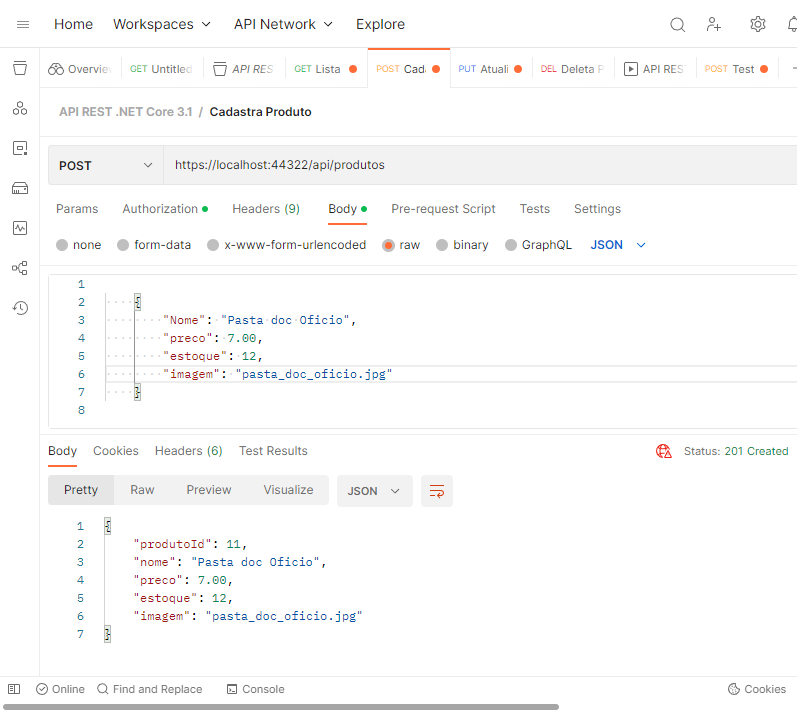 Home Workspaces API Network Explore
Overvie GET Untitled API RES GET Lista POST Cad PUT Atuali DEL Deleta P API RES POST Test
API REST .NET Core 3.1 / Cadastra Produto
POST https://localhost:44322/api/produtos
Params Authorization Headers (9) Body Pre-request Script Tests Settings
none form-data x-www-form-urlencoded raw binary GraphQL JSON
1
2 {
3 "Nome": "Pasta doc Oficio",
4 "preco": 7.00,
5 "estoque": 12,
6 "imagem": "pasta_doc_oficio.jpg"
7 }
8
Body Cookies Headers (6) Test Results Status: 201 Created
Pretty Raw Preview Visualize JSON
1 {
2 "produtoId": 11,
3 "nome": "Pasta doc Oficio",
4 "preco": 7.00,
5 "estoque": 12,
6 "imagem": "pasta_doc_oficio.jpg"
7 }
Online Find and Replace Console Cookies